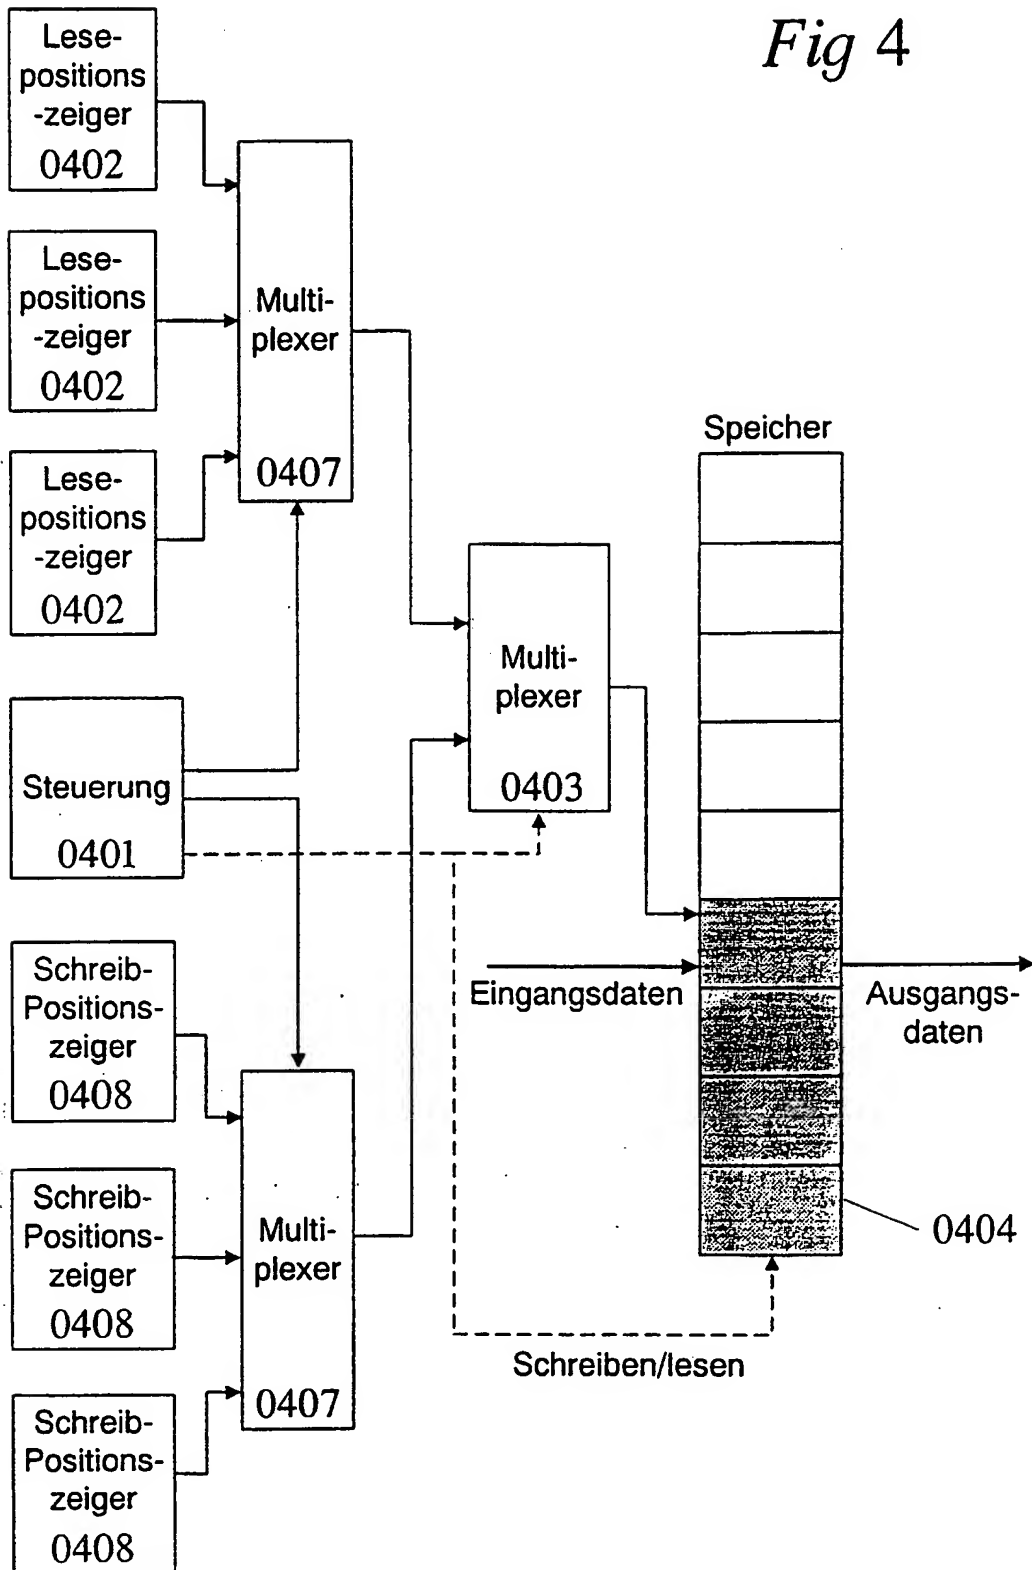 Fig 4
Lese-
positions
-zeiger
0402
Lese-
positions
-zeiger
0402
Lese-
positions
-zeiger
0402
Multi-
plexer
0407
Steuerung
0401
Multi-
plexer
0403
Speicher
Eingangsdaten
Ausgangs-
daten
0404
Schreib-
Positions-
zeiger
0408
Schreib-
Positions-
zeiger
0408
Schreib-
Positions-
zeiger
0408
Multi-
plexer
0407
Schreiben/lesen